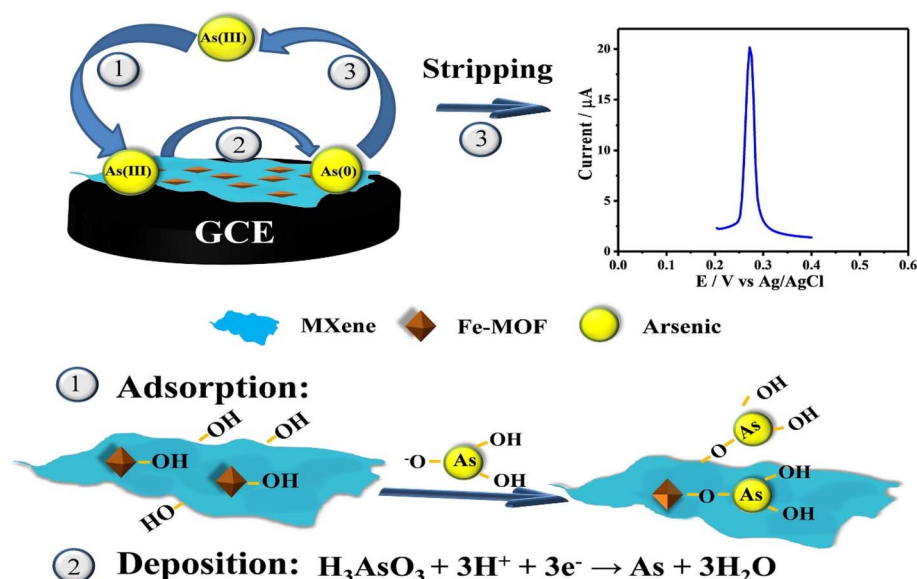 As(III)
1
3
2
As(III)
As(0)
GCE
Stripping
3
20
15
10
5
0
Current / μA
0.0 0.1 0.2 0.3 0.4 0.5 0.6
E / V vs Ag/AgCl
MXene
Fe-MOF
Arsenic
1 Adsorption:
OH
OH
OH
OH
HO
⁻O
As
OH
OH
OH
As
OH
O
O
As
OH
OH
2 Deposition: H₃AsO₃ + 3H⁺ + 3e⁻ → As + 3H₂O